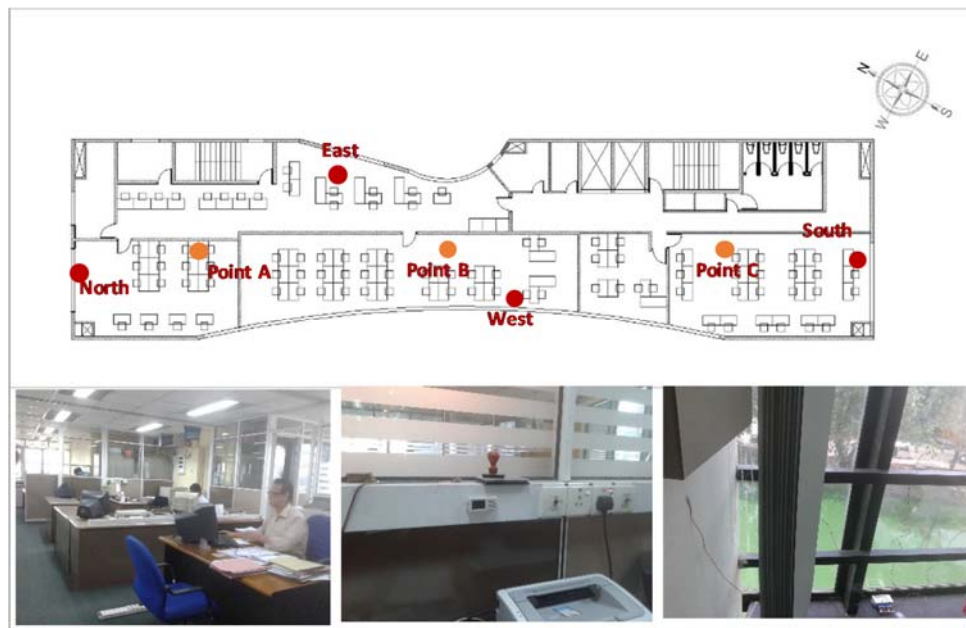 N
E
W
S
East
South
North
Point A
Point B
Point C
West